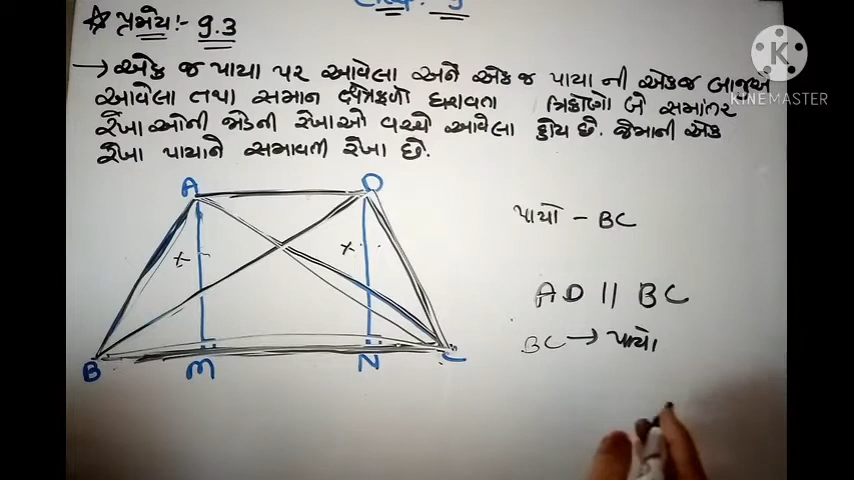 પ્રમેય :- 9.3
→ એક જ પાયા પર આવેલા અને એક જ પાયા ની એકજ બાજુએ
આવેલા તથા સમાન ક્ષેત્રફળો ધરાવતા ત્રિકોણો બે સમાંતર
રેખા ઓની જોડની રેખાઓ વચ્ચે આવેલા હોય છે. જેમાની એક
રેખા પાયાને સમાવતી રેખા છે.
A D
પાયો - BC
AD || BC
BC → પાયો
B M N C
K
KINEMASTER